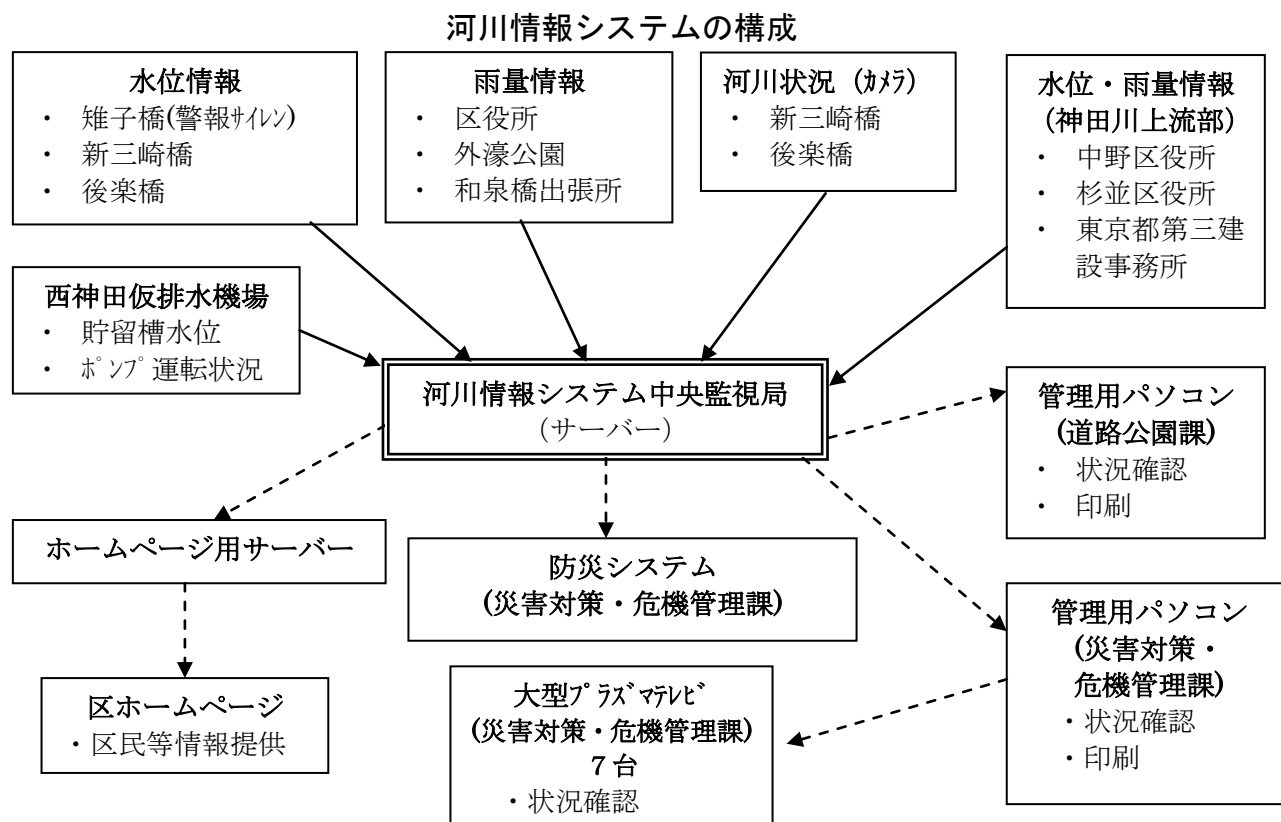 河川情報システムの構成
水位情報
・ 雉子橋(警報ｻｲﾚﾝ)
・ 新三崎橋
・ 後楽橋
雨量情報
・ 区役所
・ 外濠公園
・ 和泉橋出張所
河川状況（ｶﾒﾗ）
・ 新三崎橋
・ 後楽橋
水位・雨量情報
(神田川上流部)
・ 中野区役所
・ 杉並区役所
・ 東京都第三建
設事務所
西神田仮排水機場
・ 貯留槽水位
・ ﾎﾟﾝﾌﾟ運転状況
河川情報システム中央監視局
（サーバー）
管理用パソコン
(道路公園課)
・ 状況確認
・ 印刷
ホームページ用サーバー
防災システム
(災害対策・危機管理課)
管理用パソコン
(災害対策・
危機管理課)
・状況確認
・印刷
区ホームページ
・区民等情報提供
大型ﾌﾟﾗｽﾞﾏﾃﾚﾋﾞ
(災害対策・危機管理課)
７台
・状況確認